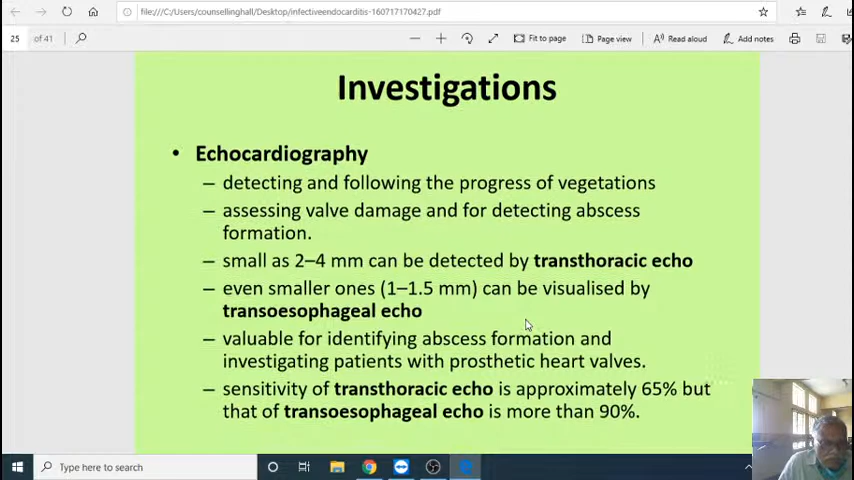 file:///C:/Users/counsellinghall/Desktop/infectiveendocarditis-160717170427.pdf
25 of 41
Fit to page
Page view
Read aloud
Add notes
Investigations
• Echocardiography
– detecting and following the progress of vegetations
– assessing valve damage and for detecting abscess
formation.
– small as 2–4 mm can be detected by transthoracic echo
– even smaller ones (1–1.5 mm) can be visualised by
transoesophageal echo
– valuable for identifying abscess formation and
investigating patients with prosthetic heart valves.
– sensitivity of transthoracic echo is approximately 65% but
that of transoesophageal echo is more than 90%.
Type here to search